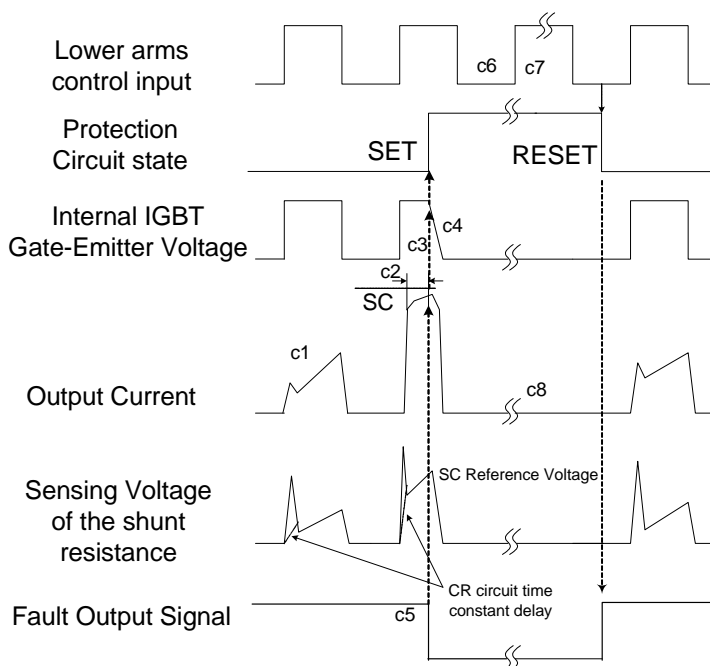 Lower arms
control input
c6
c7
Protection
Circuit state
SET
RESET
Internal IGBT
Gate-Emitter Voltage
c4
c3
c2
SC
c1
Output Current
c8
SC Reference Voltage
Sensing Voltage
of the shunt
resistance
CR circuit time
constant delay
c5
Fault Output Signal